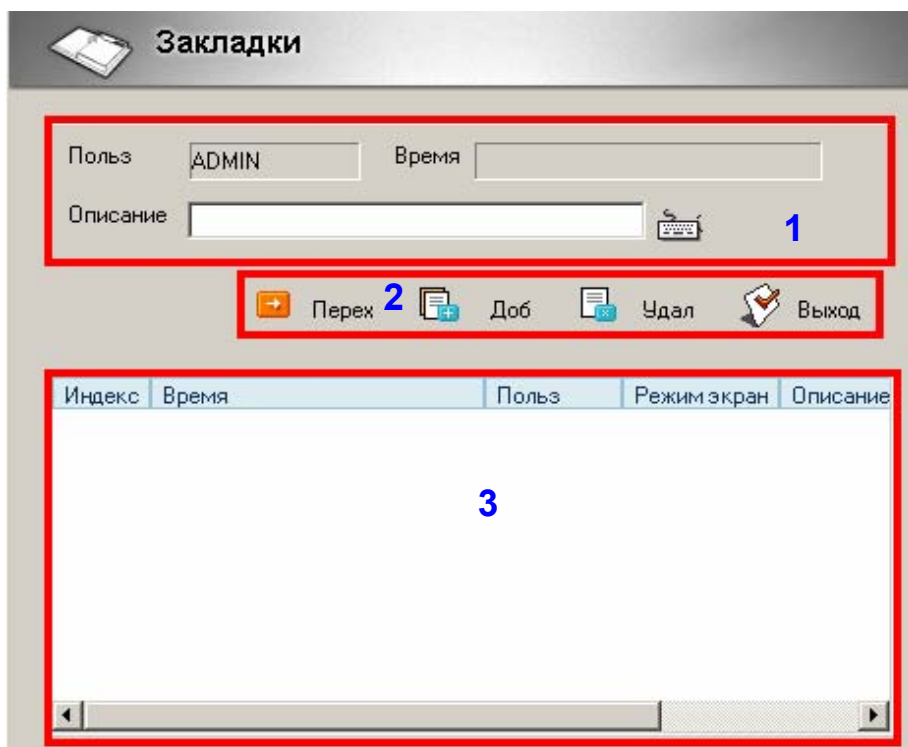 Закладки
Польз ADMIN Время
Описание
1
Перех 2 Доб Удал Выход
Индекс Время Польз Режим экран Описание
3